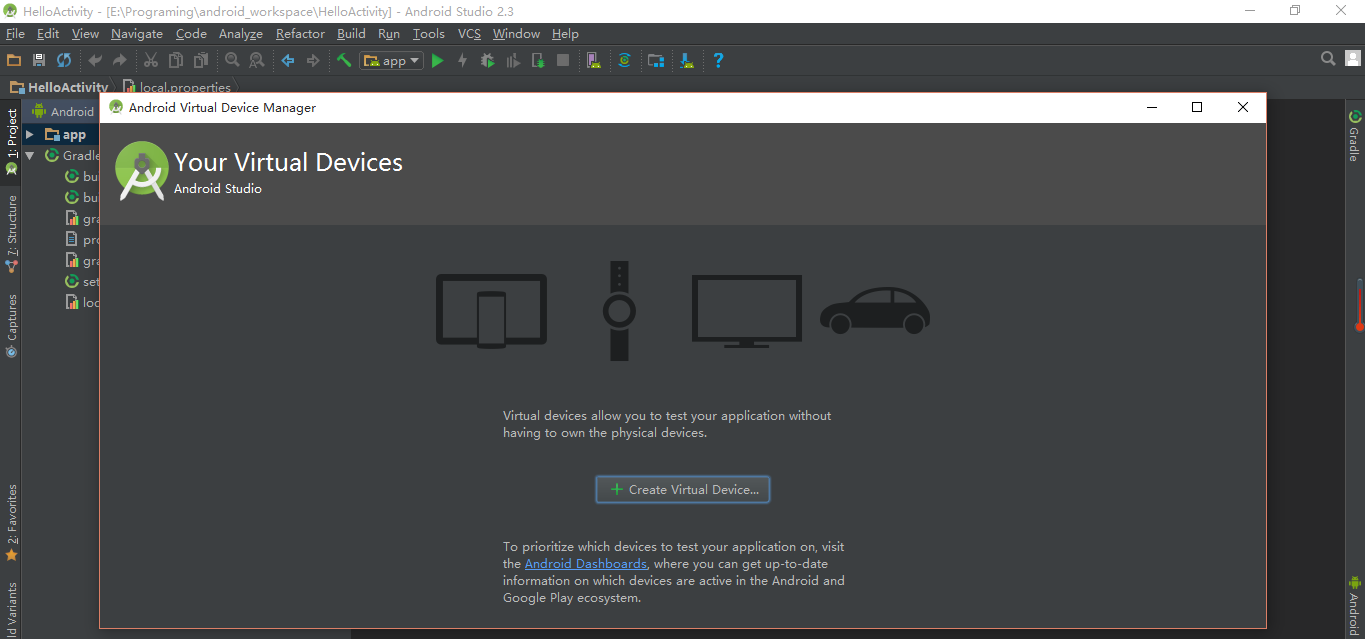 HelloActivity - [E:\Programing\android_workspace\HelloActivity] - Android Studio 2.3
File Edit View Navigate Code Analyze Refactor Build Run Tools VCS Window Help
app
HelloActivity local.properties
Android Virtual Device Manager
Your Virtual Devices
Android Studio
Virtual devices allow you to test your application without
having to own the physical devices.
Create Virtual Device...
To prioritize which devices to test your application on, visit
the Android Dashboards, where you can get up-to-date
information on which devices are active in the Android and
Google Play ecosystem.
Android
app
Gradle
bu
bu
gra
pro
gra
set
loc
1: Project
7: Structure
Captures
2: Favorites
ld Variants
Gradle
Android